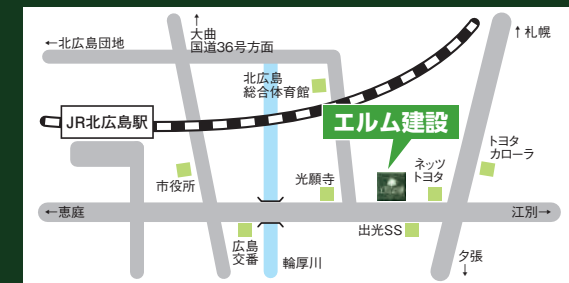 ↑
大曲
国道36号方面
←北広島団地
↑札幌
北広島
総合体育館
JR北広島駅
エルム建設
トヨタ
カローラ
ネッツ
トヨタ
市役所
光願寺
←恵庭
江別→
広島
交番
輪厚川
出光SS
夕張
↓